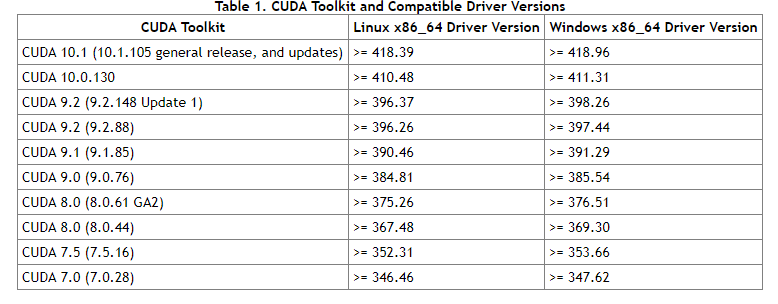 Table 1. CUDA Toolkit and Compatible Driver Versions
CUDA Toolkit Linux x86_64 Driver Version Windows x86_64 Driver Version
CUDA 10.1 (10.1.105 general release, and updates) >= 418.39 >= 418.96
CUDA 10.0.130 >= 410.48 >= 411.31
CUDA 9.2 (9.2.148 Update 1) >= 396.37 >= 398.26
CUDA 9.2 (9.2.88) >= 396.26 >= 397.44
CUDA 9.1 (9.1.85) >= 390.46 >= 391.29
CUDA 9.0 (9.0.76) >= 384.81 >= 385.54
CUDA 8.0 (8.0.61 GA2) >= 375.26 >= 376.51
CUDA 8.0 (8.0.44) >= 367.48 >= 369.30
CUDA 7.5 (7.5.16) >= 352.31 >= 353.66
CUDA 7.0 (7.0.28) >= 346.46 >= 347.62